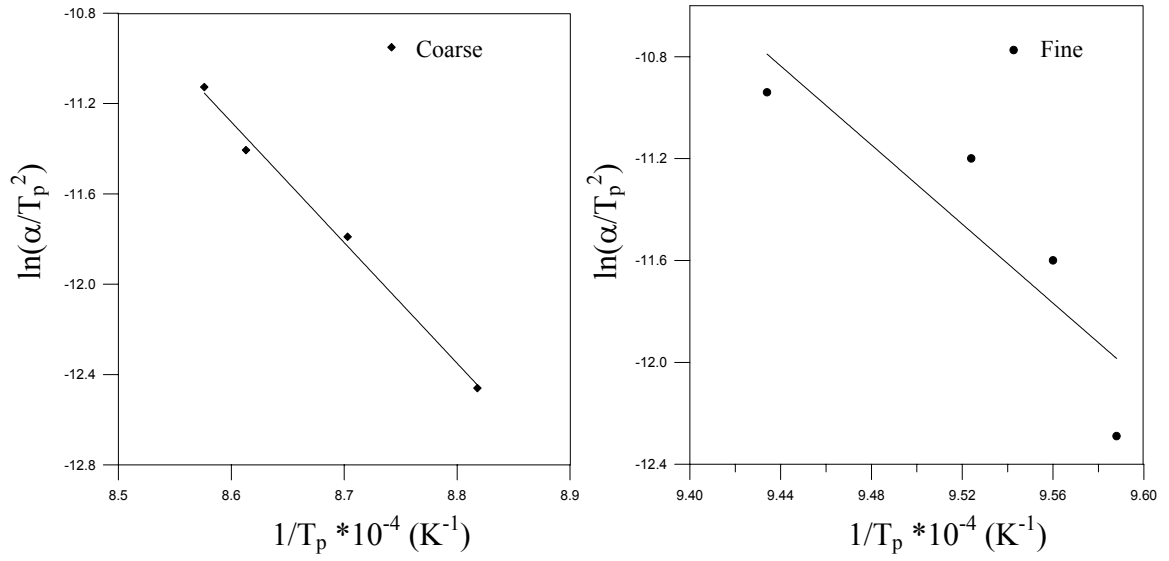 -10.8
-11.2
-11.6
-12.0
-12.4
-12.8
ln(α/Tp²)
Coarse
8.5 8.6 8.7 8.8 8.9
1/Tp *10⁻⁴ (K⁻¹)
-10.8
-11.2
-11.6
-12.0
-12.4
ln(α/Tp²)
Fine
9.40 9.44 9.48 9.52 9.56 9.60
1/Tp *10⁻⁴ (K⁻¹)